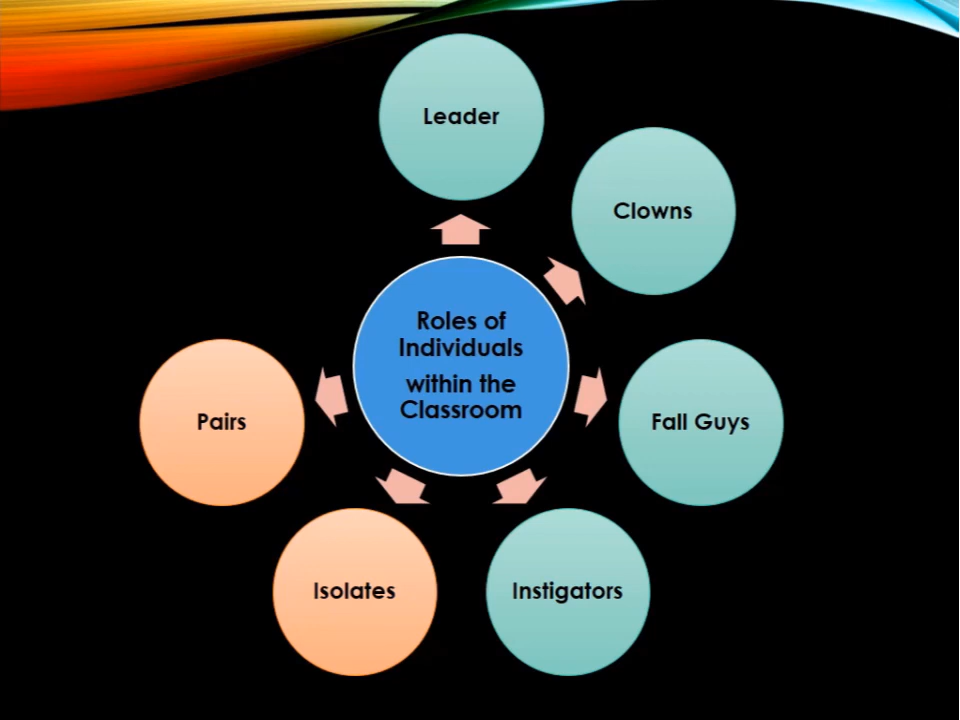 Leader
Clowns
Roles of
Individuals
within the
Classroom
Pairs
Fall Guys
Isolates
Instigators